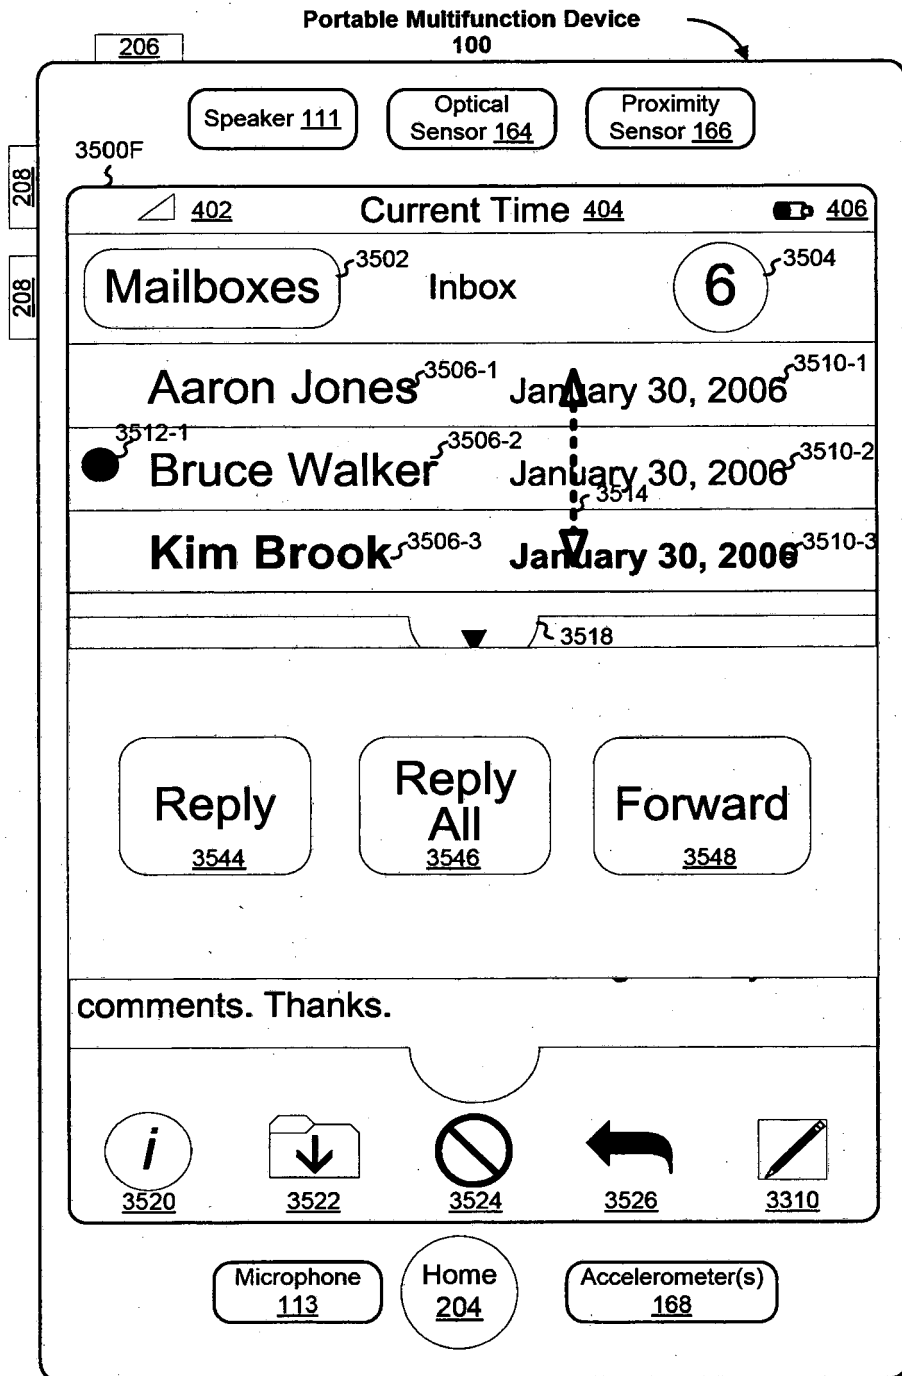 Portable Multifunction Device
100
206
Speaker 111
Optical
Sensor 164
Proximity
Sensor 166
3500F
208
208
402
Current Time 404
406
Mailboxes
3502
Inbox
6
3504
Aaron Jones
3506-1
January 30, 2006
3510-1
3512-1
Bruce Walker
3506-2
January 30, 2006
3510-2
3514
Kim Brook
3506-3
January 30, 2006
3510-3
3518
Reply
3544
Reply
All
3546
Forward
3548
comments. Thanks.
i
3520
3522
3524
3526
3310
Microphone
113
Home
204
Accelerometer(s)
168